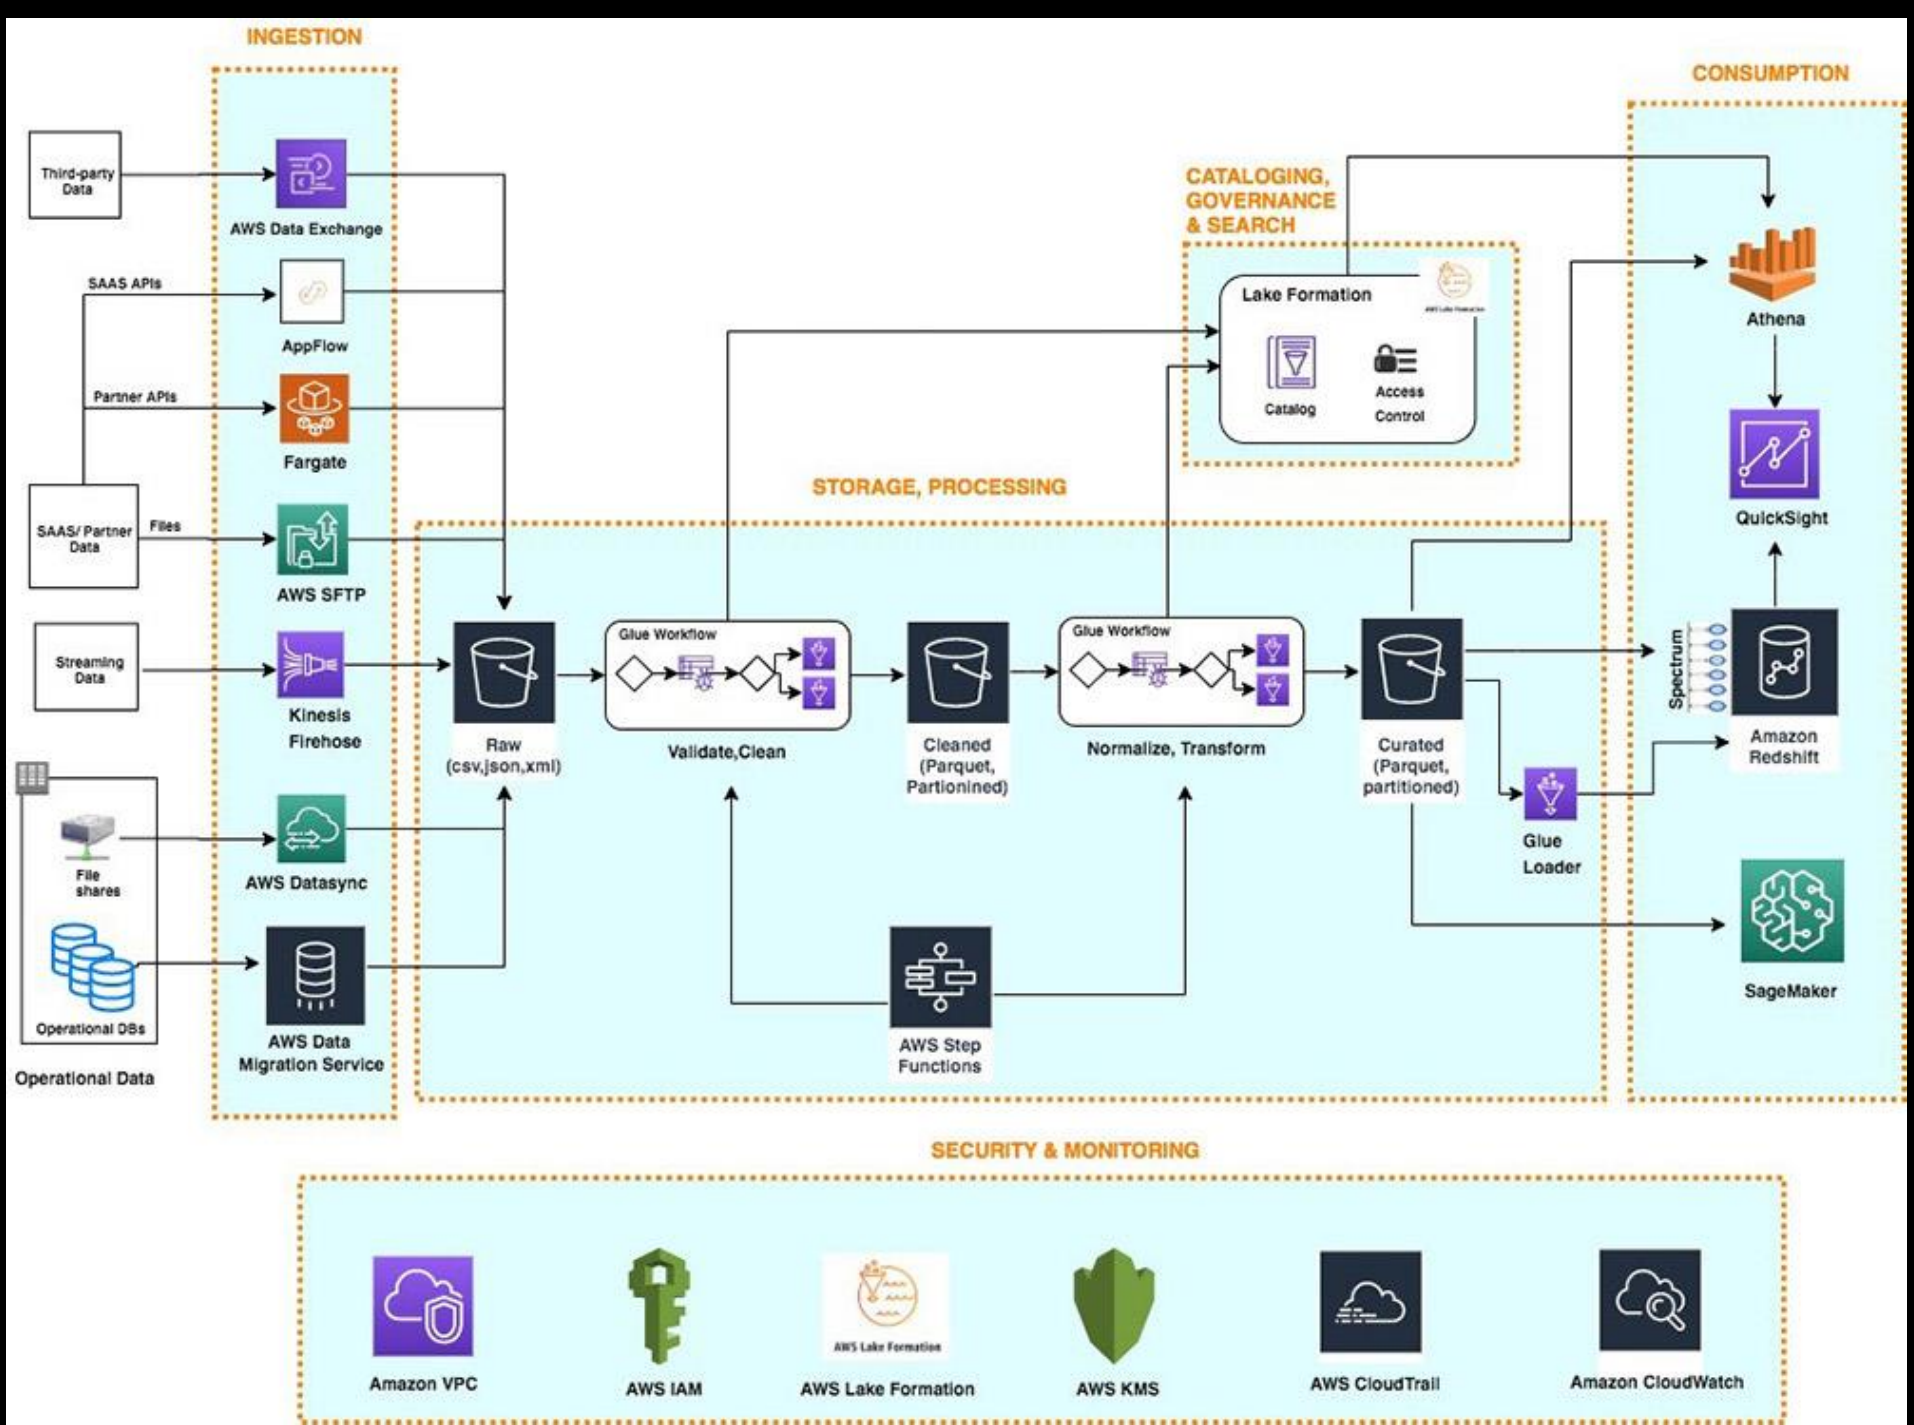 INGESTION
CONSUMPTION
Third-party
Data
AWS Data Exchange
SAAS APIs
AppFlow
Partner APIs
Fargate
SAAS/ Partner
Data
Files
AWS SFTP
Streaming
Data
Kinesis
Firehose
File
shares
AWS Datasync
Operational DBs
AWS Data
Migration Service
Operational Data
CATALOGING,
GOVERNANCE
& SEARCH
Lake Formation
AWS Lake Formation
Catalog
Access
Control
STORAGE, PROCESSING
Raw
(csv,json,xml)
Glue Workflow
Validate,Clean
Cleaned
(Parquet,
Partionined)
Glue Workflow
Normalize, Transform
Curated
(Parquet,
partitioned)
Glue
Loader
AWS Step
Functions
Athena
QuickSight
Spectrum
Amazon
Redshift
SageMaker
SECURITY & MONITORING
Amazon VPC
AWS IAM
AWS Lake Formation
AWS Lake Formation
AWS KMS
AWS CloudTrail
Amazon CloudWatch